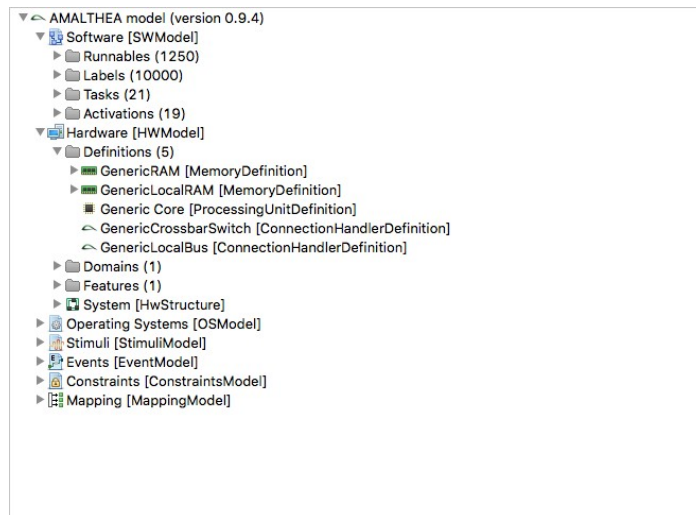 AMALTHEA model (version 0.9.4)
Software [SWModel]
Runnables (1250)
Labels (10000)
Tasks (21)
Activations (19)
Hardware [HWModel]
Definitions (5)
GenericRAM [MemoryDefinition]
GenericLocalRAM [MemoryDefinition]
Generic Core [ProcessingUnitDefinition]
GenericCrossbarSwitch [ConnectionHandlerDefinition]
GenericLocalBus [ConnectionHandlerDefinition]
Domains (1)
Features (1)
System [HwStructure]
Operating Systems [OSModel]
Stimuli [StimuliModel]
Events [EventModel]
Constraints [ConstraintsModel]
Mapping [MappingModel]